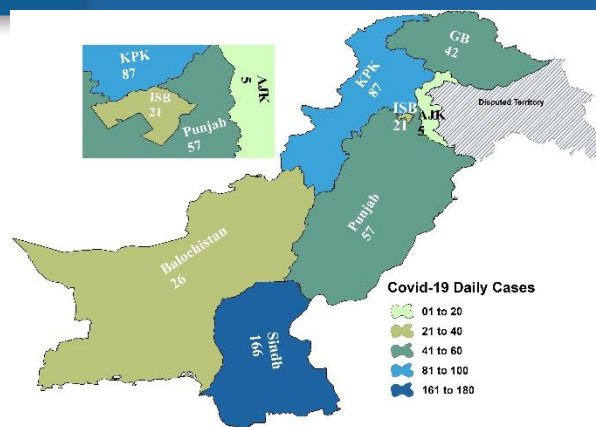 KPK
87
ISB
21
Punjab
57
AJK
5
GB
42
KPK
87
Disputed Territory
ISB
21
AJK
5
Punjab
57
Balochistan
26
Sindh
166
Covid-19 Daily Cases
01 to 20
21 to 40
41 to 60
81 to 100
161 to 180